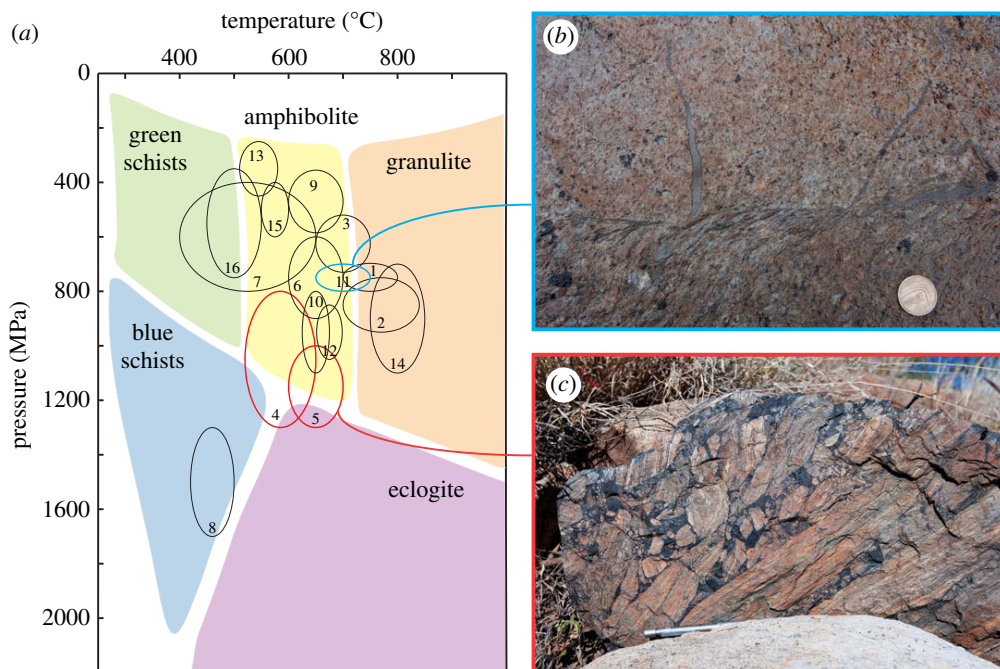 temperature (°C)
(a)
400
600
800
0
400
800
1200
1600
2000
pressure (MPa)
green
schists
amphibolite
granulite
blue
schists
eclogite
13
9
15
3
16
7
6
11
1
10
2
12
14
4
5
8
(b)
(c)